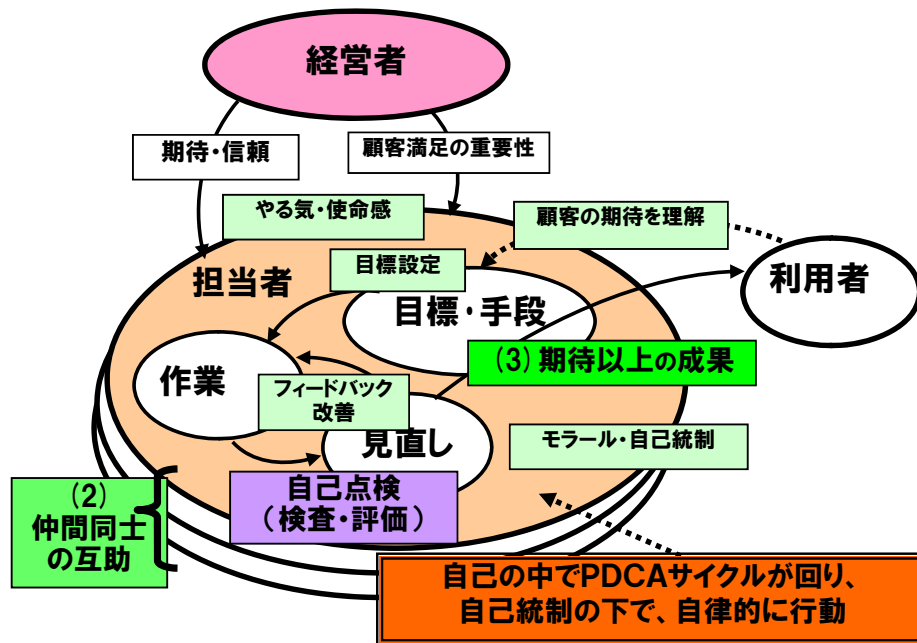 経営者
期待・信頼
顧客満足の重要性
やる気・使命感
顧客の期待を理解
目標設定
担当者
利用者
目標・手段
(3)期待以上の成果
作業
フィードバック
改善
見直し
モラール・自己統制
自己点検
(検査・評価)
(2)
仲間同士
の互助
自己の中でPDCAサイクルが回り、
自己統制の下で、自律的に行動